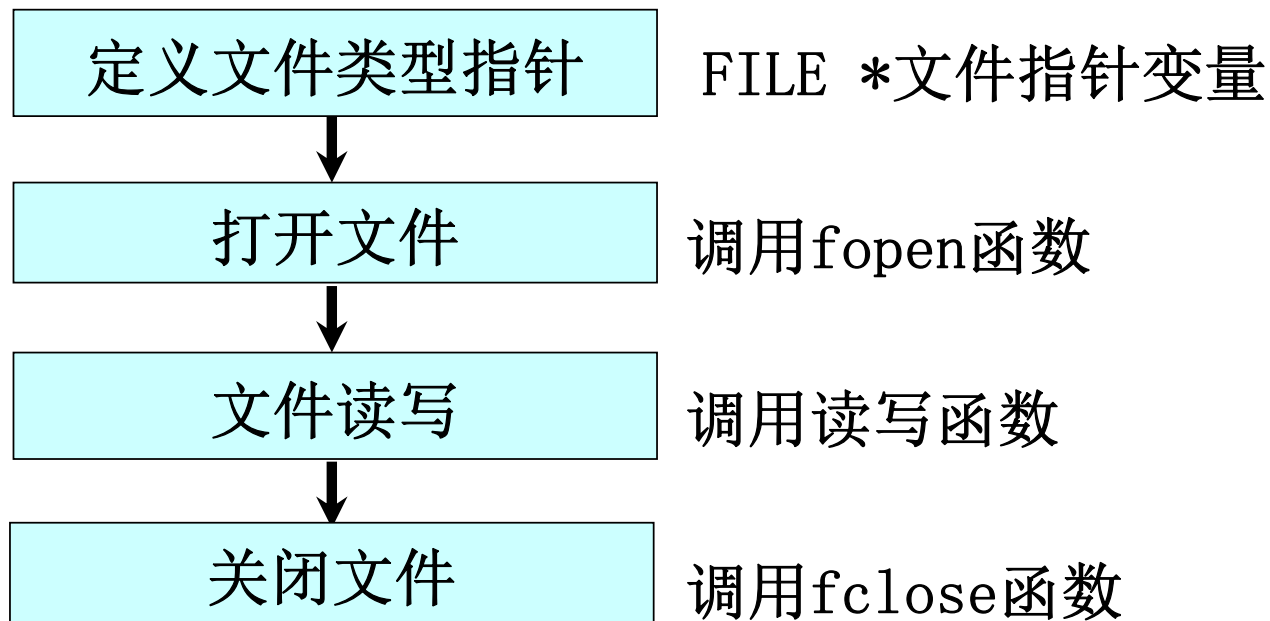 定义文件类型指针
FILE *文件指针变量
打开文件
调用fopen函数
文件读写
调用读写函数
关闭文件
调用fclose函数